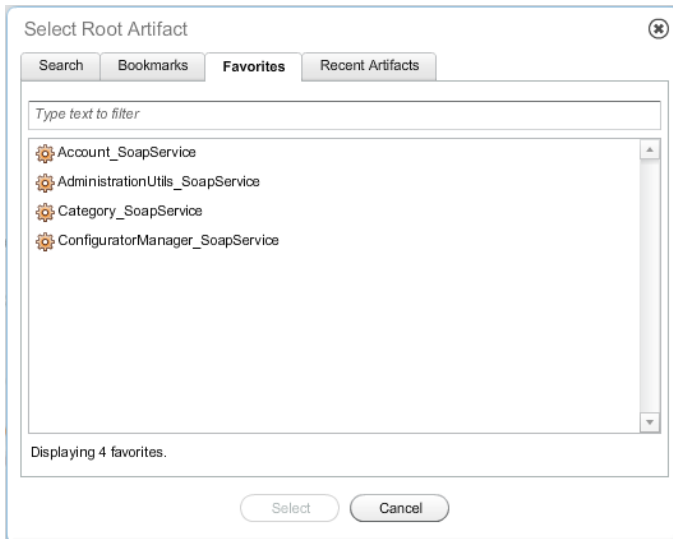 Select Root Artifact
Search Bookmarks Favorites Recent Artifacts
Type text to filter
Account_SoapService
AdministrationUtils_SoapService
Category_SoapService
ConfiguratorManager_SoapService
Displaying 4 favorites.
Select Cancel